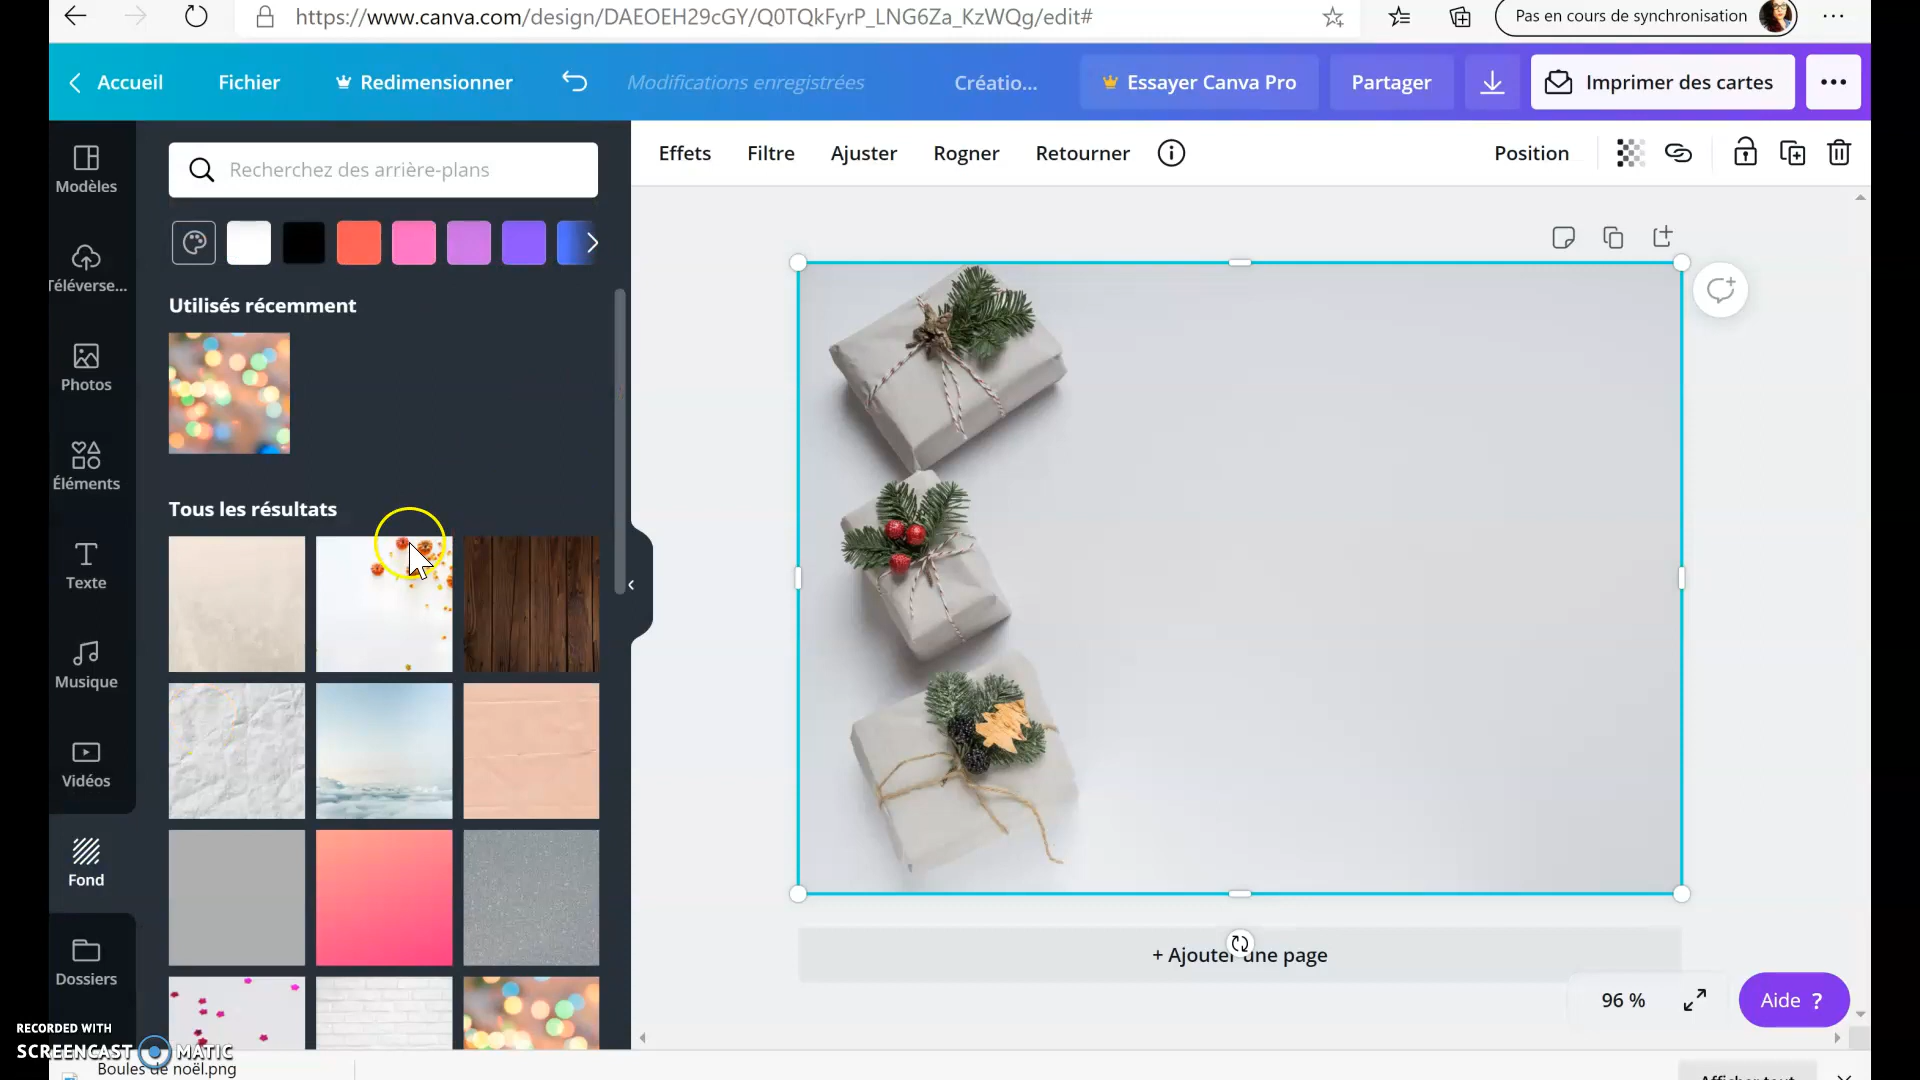 https://www.canva.com/design/DAEOEH29cGY/Q0TQkFyrP_LNG6Za_KzWQg/edit#
Pas en cours de synchronisation
Accueil
Fichier
Redimensionner
Modifications enregistrées
Créatio...
Essayer Canva Pro
Partager
Imprimer des cartes
Effets
Filtre
Ajuster
Rogner
Retourner
Position
Recherchez des arrière-plans
Modèles
Téléverse...
Photos
Éléments
Texte
Musique
Vidéos
Fond
Dossiers
Utilisés récemment
Tous les résultats
+ Ajouter une page
96 %
Aide ?
RECORDED WITH
SCREENCAST MATIC
Boules de noël.png
Afficher tout